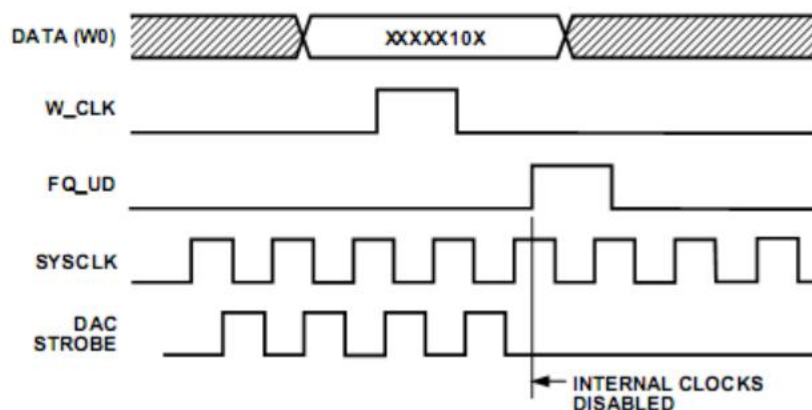 DATA (W0)
XXXXX10X
W_CLK
FQ_UD
SYSCLK
DAC
STROBE
INTERNAL CLOCKS
DISABLED